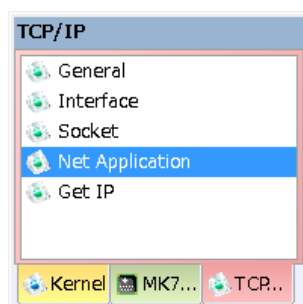 TCP/IP
General
Interface
Socket
Net Application
Get IP
Kernel MK7... TCP...